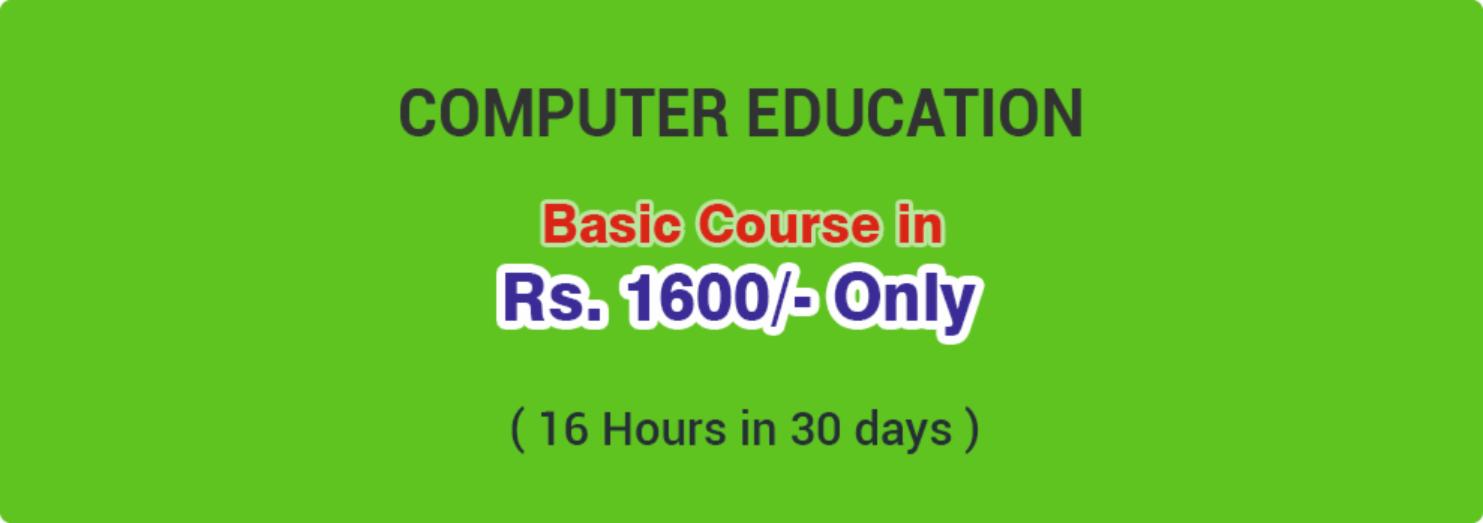 COMPUTER EDUCATION
Basic Course in
Rs. 1600/- Only
( 16 Hours in 30 days )